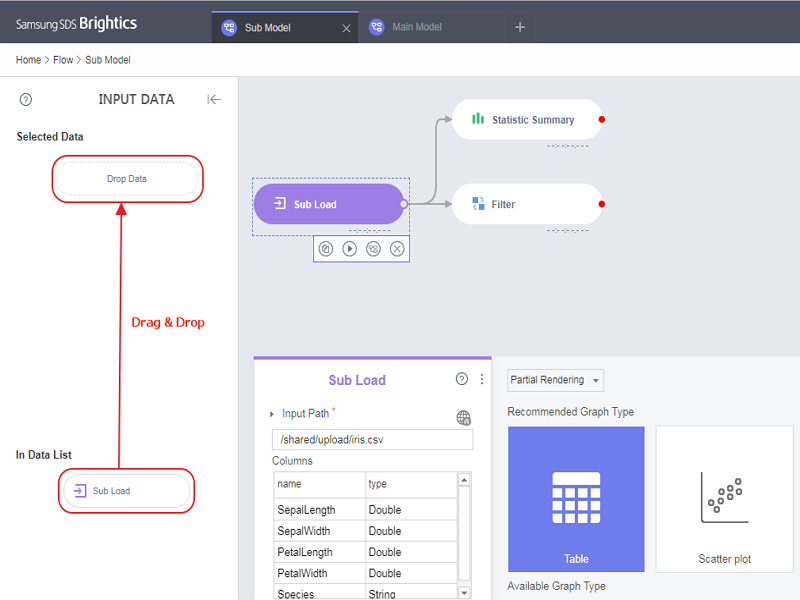 Samsung SDS Brightics
Sub Model
Main Model
Home > Flow > Sub Model
INPUT DATA
Selected Data
Drop Data
Drag & Drop
In Data List
Sub Load
Statistic Summary
--:--:--.---
Sub Load
Filter
--:--:--.---
--:--:--.---
Sub Load
Input Path *
/shared/upload/iris.csv
Columns
name type
SepalLength Double
SepalWidth Double
PetalLength Double
PetalWidth Double
Species String
Partial Rendering
Recommended Graph Type
Table
Scatter plot
Available Graph Type